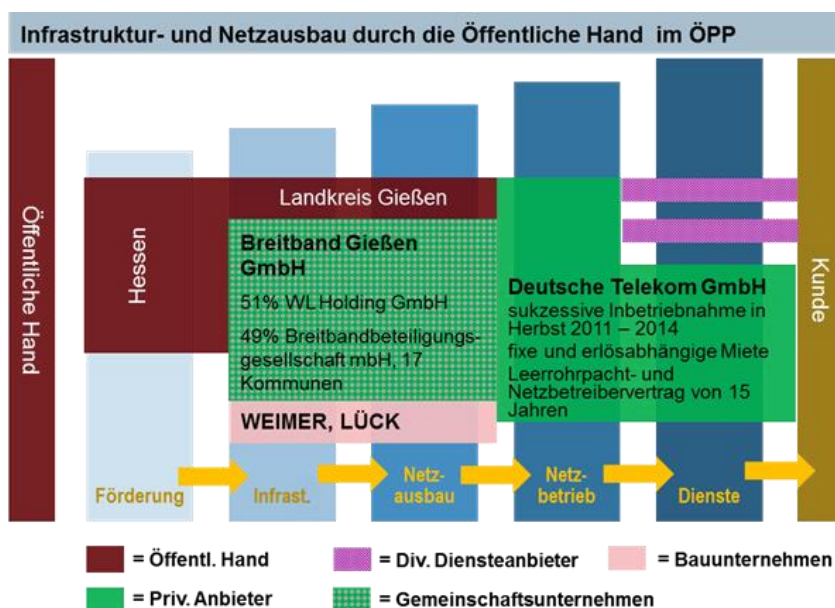 Infrastruktur- und Netzausbau durch die Öffentliche Hand im ÖPP
Öffentliche Hand
Hessen
Landkreis Gießen
Breitband Gießen
GmbH
51% WL Holding GmbH
49% Breitbandbeteiligungs-
gesellschaft mbH, 17
Kommunen
WEIMER, LÜCK
Deutsche Telekom GmbH
sukzessive Inbetriebnahme in
Herbst 2011 – 2014
fixe und erlösabhängige Miete
Leerrohrpacht- und
Netzbetreibervertrag von 15
Jahren
Kunde
Förderung
Infrast.
Netz-
ausbau
Netz-
betrieb
Dienste
= Öffentl. Hand
= Div. Diensteanbieter
= Bauunternehmen
= Priv. Anbieter
= Gemeinschaftsunternehmen